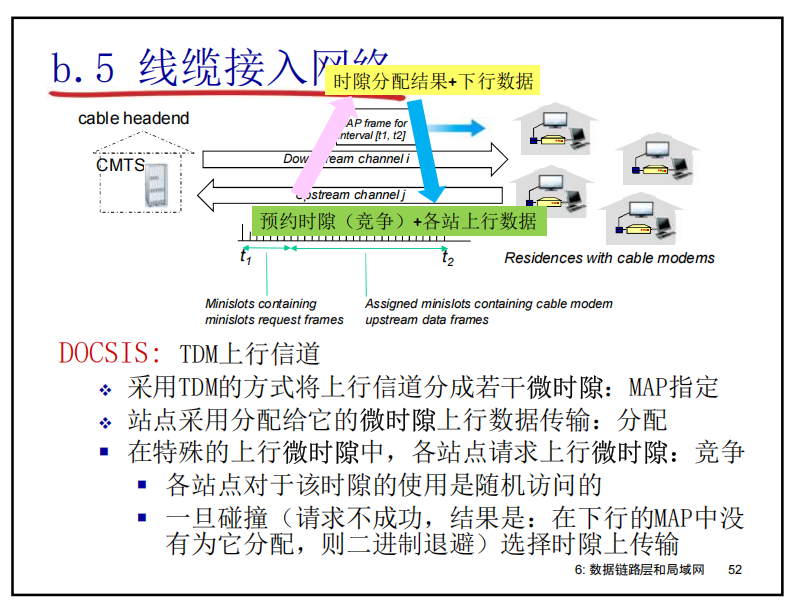 b.5 线缆接入网络
时隙分配结果+下行数据
cable headend
MAP frame for
Interval [t1, t2]
CMTS
Downstream channel i
Upstream channel j
预约时隙（竞争）+各站上行数据
t1
t2
Residences with cable modems
Minislots containing
minislots request frames
Assigned minislots containing cable modem
upstream data frames
DOCSIS: TDM上行信道
采用TDM的方式将上行信道分成若干微时隙：MAP指定
站点采用分配给它的微时隙上行数据传输：分配
在特殊的上行微时隙中，各站点请求上行微时隙：竞争
各站点对于该时隙的使用是随机访问的
一旦碰撞（请求不成功，结果是：在下行的MAP中没
有为它分配，则二进制退避）选择时隙上传输
6: 数据链路层和局域网 52